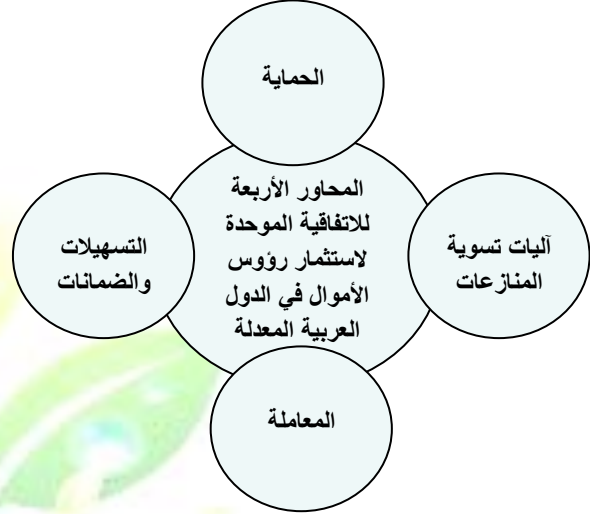 الحماية
المحاور الأربعة
للاتفاقية الموحدة
لاستثمار رؤوس
الأموال في الدول
العربية المعدلة
آليات تسوية
المنازعات
التسهيلات
والضمانات
المعاملة